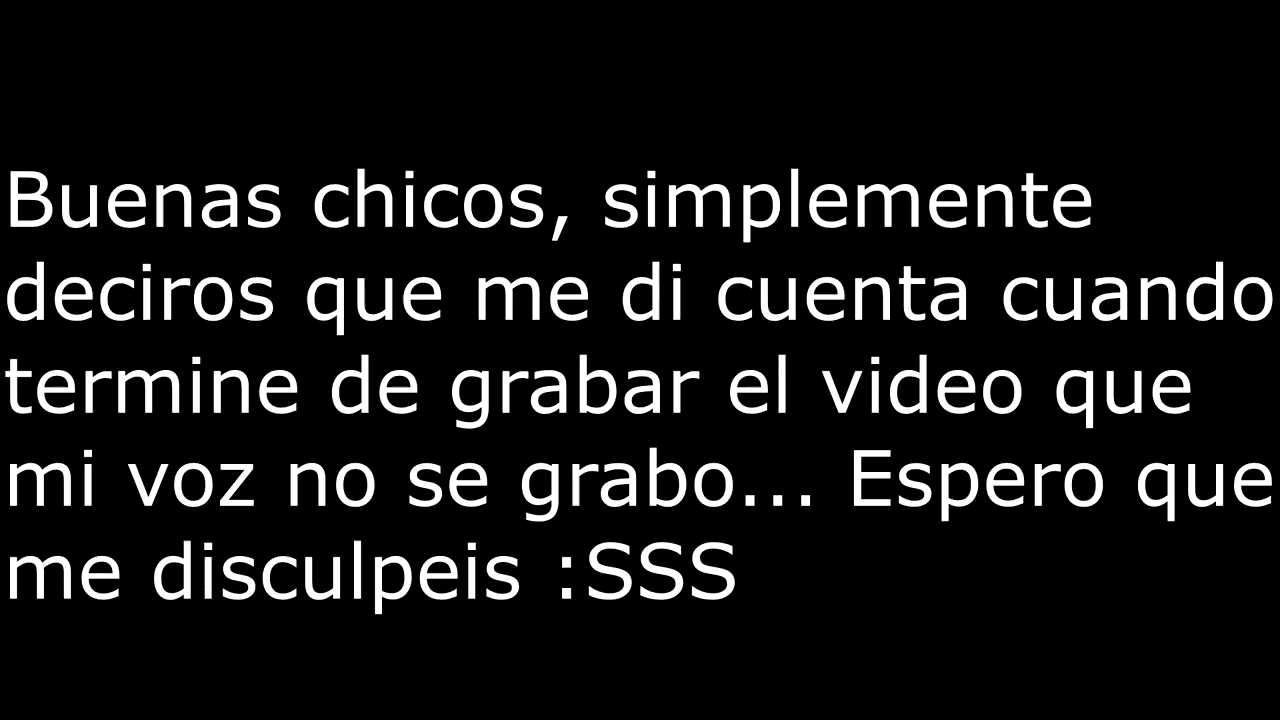 Buenas chicos, simplemente
deciros que me di cuenta cuando
termine de grabar el video que
mi voz no se grabo... Espero que
me disculpeis :SSS